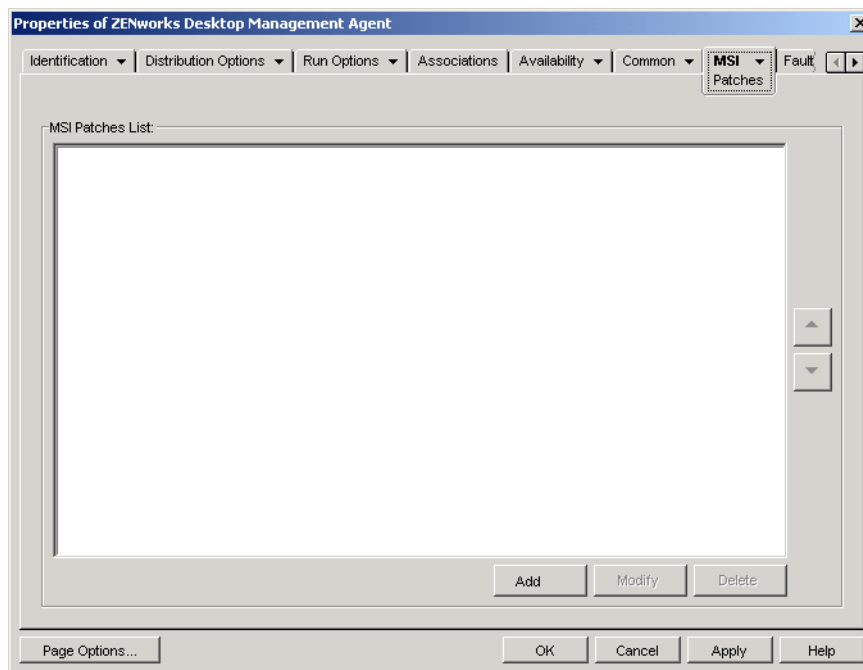 Properties of ZENworks Desktop Management Agent
Identification Distribution Options Run Options Associations Availability Common MSI Fault
Patches
MSI Patches List:
Add Modify Delete
Page Options... OK Cancel Apply Help